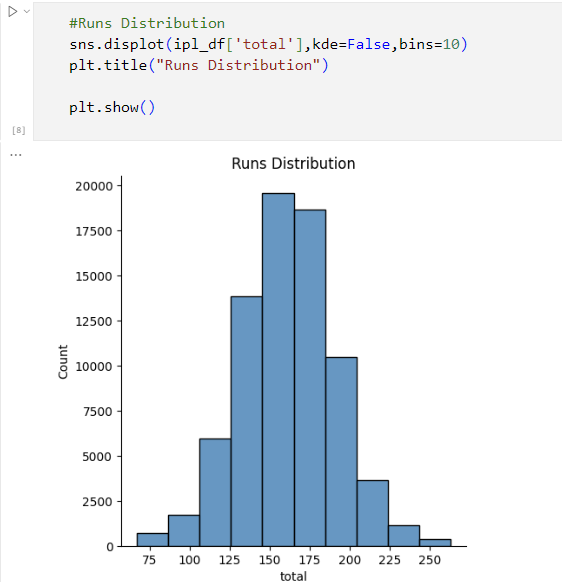 #Runs Distribution
sns.displot(ipl_df['total'],kde=False,bins=10)
plt.title("Runs Distribution")
plt.show()
[8]
...
Runs Distribution
20000
17500
15000
12500
10000
7500
5000
2500
0
Count
75 100 125 150 175 200 225 250
total